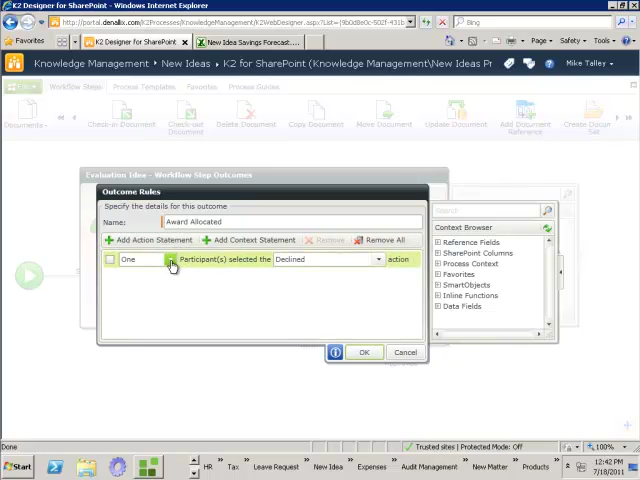 K2 Designer for SharePoint - Windows Internet Explorer
http://portal.denallix.com/K2Processes/KnowledgeManagement/K2WebDesigner.aspx?List={9b0d8e0c-502f-431b
Bing
Favorites
K2 Designer for SharePoint
New Idea Savings Forecast...
Page
Safety
Tools
Knowledge Management
New Ideas
K2 for SharePoint (Knowledge Management\New Ideas Pr
Mike Talley
File
Workflow Steps
Process Templates
Favorites
Process Guides
Documents
Check-in Document
Check-out Document
Delete Document
Copy Document
Move Document
Update Document
Add Document Reference
Create Docum Set
Evaluation Idea - Workflow Step Outcomes
Outcome Rules
Specify the details for this outcome
Name: Award Allocated
Add Action Statement
Add Context Statement
Remove
Remove All
One Participant(s) selected the Declined action
OK
Cancel
Search
Context Browser
Reference Fields
SharePoint Columns
Process Context
Favorites
SmartObjects
Inline Functions
Data Fields
Done
Trusted sites | Protected Mode: Off
100%
Start
HR
Tax
Leave Request
New Idea
Expenses
Audit Management
New Matter
Products
12:42 PM
7/18/2011